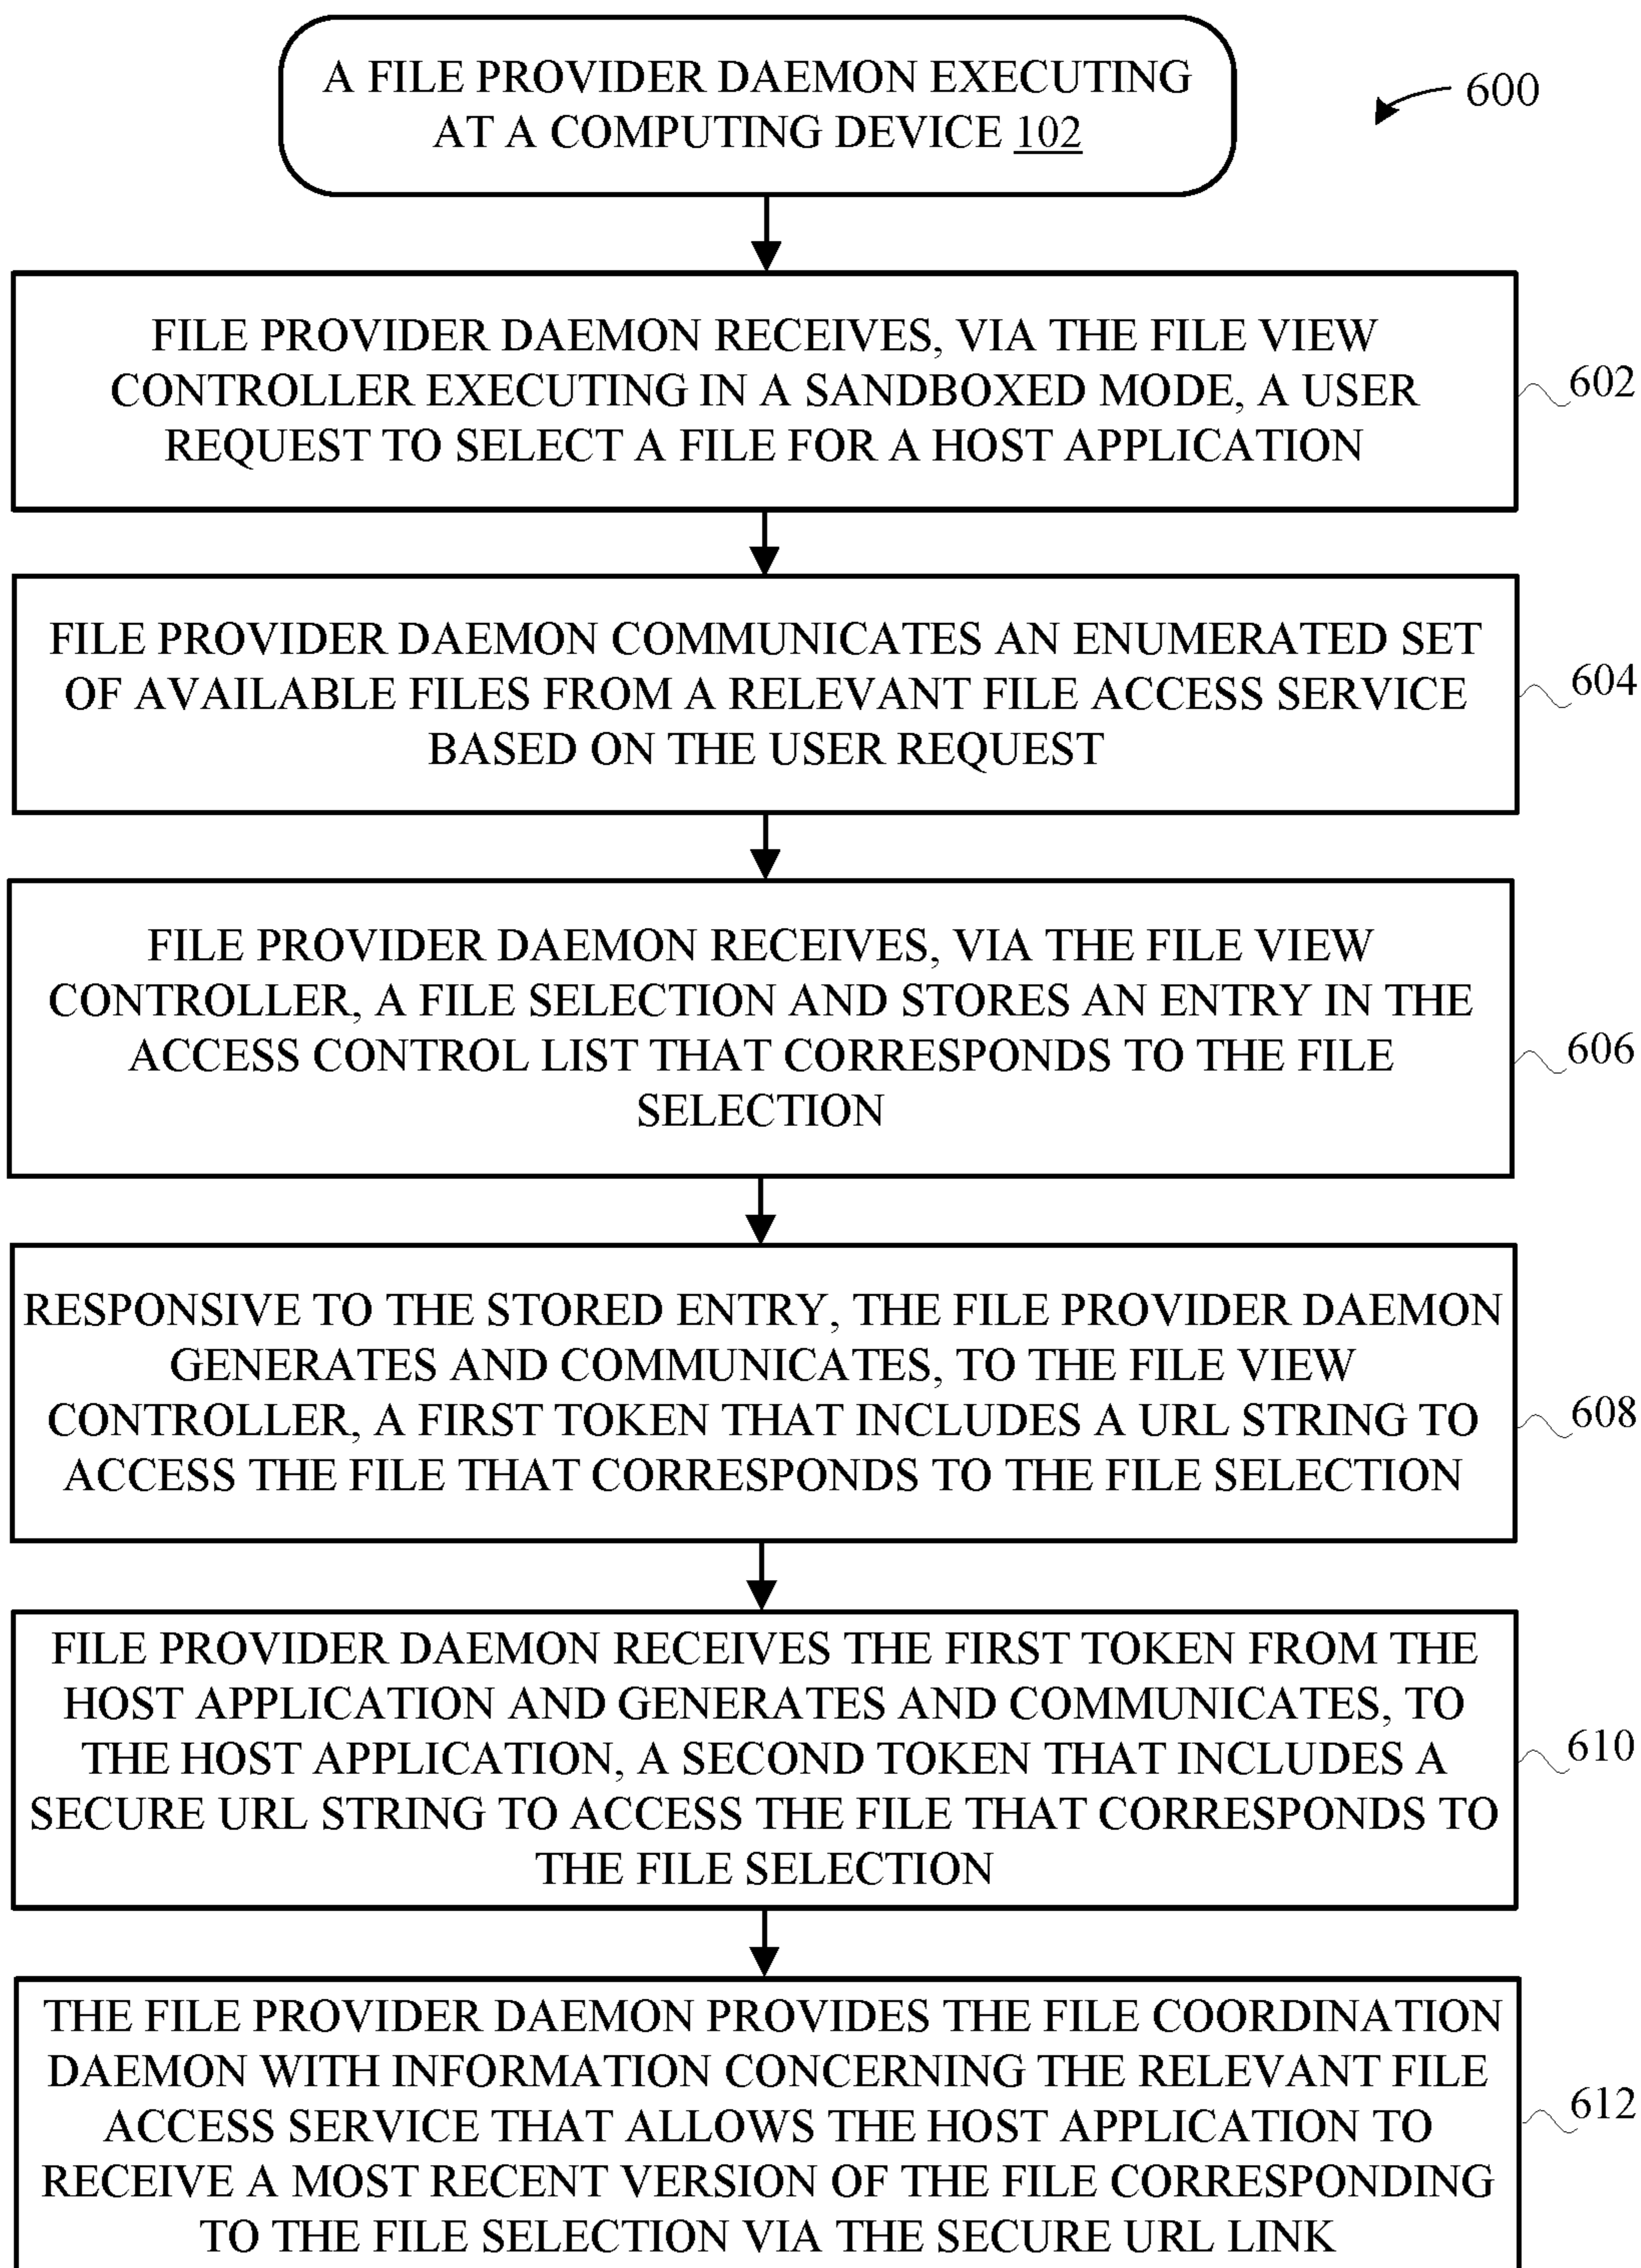 A FILE PROVIDER DAEMON EXECUTING
AT A COMPUTING DEVICE 102
600
FILE PROVIDER DAEMON RECEIVES, VIA THE FILE VIEW
CONTROLLER EXECUTING IN A SANDBOXED MODE, A USER
REQUEST TO SELECT A FILE FOR A HOST APPLICATION
602
FILE PROVIDER DAEMON COMMUNICATES AN ENUMERATED SET
OF AVAILABLE FILES FROM A RELEVANT FILE ACCESS SERVICE
BASED ON THE USER REQUEST
604
FILE PROVIDER DAEMON RECEIVES, VIA THE FILE VIEW
CONTROLLER, A FILE SELECTION AND STORES AN ENTRY IN THE
ACCESS CONTROL LIST THAT CORRESPONDS TO THE FILE
SELECTION
606
RESPONSIVE TO THE STORED ENTRY, THE FILE PROVIDER DAEMON
GENERATES AND COMMUNICATES, TO THE FILE VIEW
CONTROLLER, A FIRST TOKEN THAT INCLUDES A URL STRING TO
ACCESS THE FILE THAT CORRESPONDS TO THE FILE SELECTION
608
FILE PROVIDER DAEMON RECEIVES THE FIRST TOKEN FROM THE
HOST APPLICATION AND GENERATES AND COMMUNICATES, TO
THE HOST APPLICATION, A SECOND TOKEN THAT INCLUDES A
SECURE URL STRING TO ACCESS THE FILE THAT CORRESPONDS TO
THE FILE SELECTION
610
THE FILE PROVIDER DAEMON PROVIDES THE FILE COORDINATION
DAEMON WITH INFORMATION CONCERNING THE RELEVANT FILE
ACCESS SERVICE THAT ALLOWS THE HOST APPLICATION TO
RECEIVE A MOST RECENT VERSION OF THE FILE CORRESPONDING
TO THE FILE SELECTION VIA THE SECURE URL LINK
612